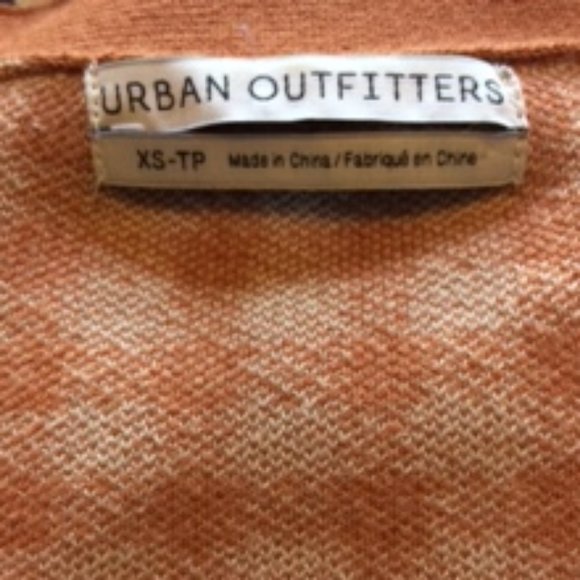 URBAN OUTFITTERS
XS-TP Made in China / Fabriqué en Chine